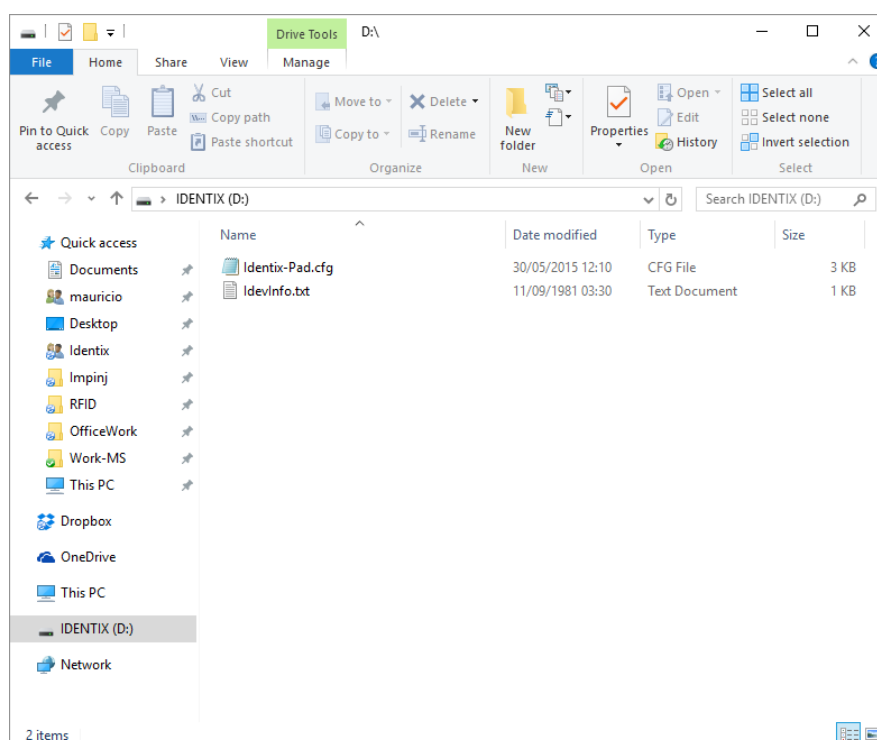 Drive Tools D:\
File Home Share View Manage
Pin to Quick access
Copy
Paste
Cut
Copy path
Paste shortcut
Clipboard
Move to
Copy to
Delete
Rename
Organize
New folder
New
Properties
Open
Edit
History
Open
Select all
Select none
Invert selection
Select
IDENTIX (D:)
Search IDENTIX (D:)
Name Date modified Type Size
Identix-Pad.cfg 30/05/2015 12:10 CFG File 3 KB
IdevInfo.txt 11/09/1981 03:30 Text Document 1 KB
Quick access
Documents
mauricio
Desktop
Identix
Impinj
RFID
OfficeWork
Work-MS
This PC
Dropbox
OneDrive
This PC
IDENTIX (D:)
Network
2 items